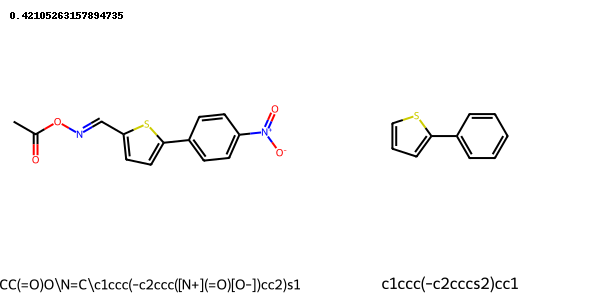 0.42105263157894735
O
N
S
N+
O
O-
O
S
CC(=O)O\N=C\c1ccc(-c2ccc([N+](=O)[O-])cc2)s1
c1ccc(-c2cccs2)cc1